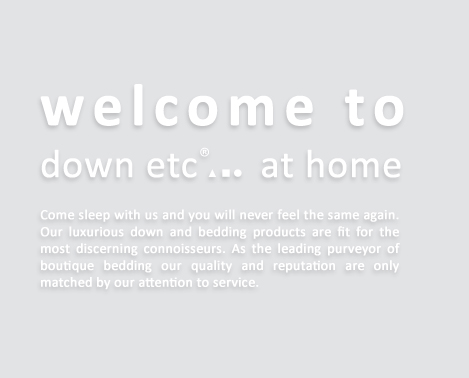 welcome to
down etc®... at home
Come sleep with us and you will never feel the same again.
Our luxurious down and bedding products are fit for the
most discerning connoisseurs. As the leading purveyor of
boutique bedding our quality and reputation are only
matched by our attention to service.